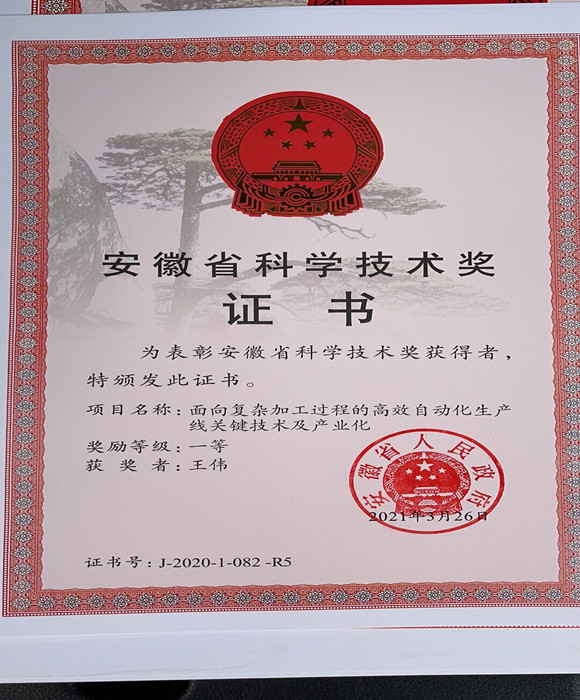 安徽省科学技术奖
证书
为表彰安徽省科学技术奖获得者，
特颁发此证书。
项目名称：面向复杂加工过程的高效自动化生产
线关键技术及产业化
奖励等级：一等
获奖者：王伟
安徽省人民政府
2021年3月26日
证书号：J-2020-1-082 -R5